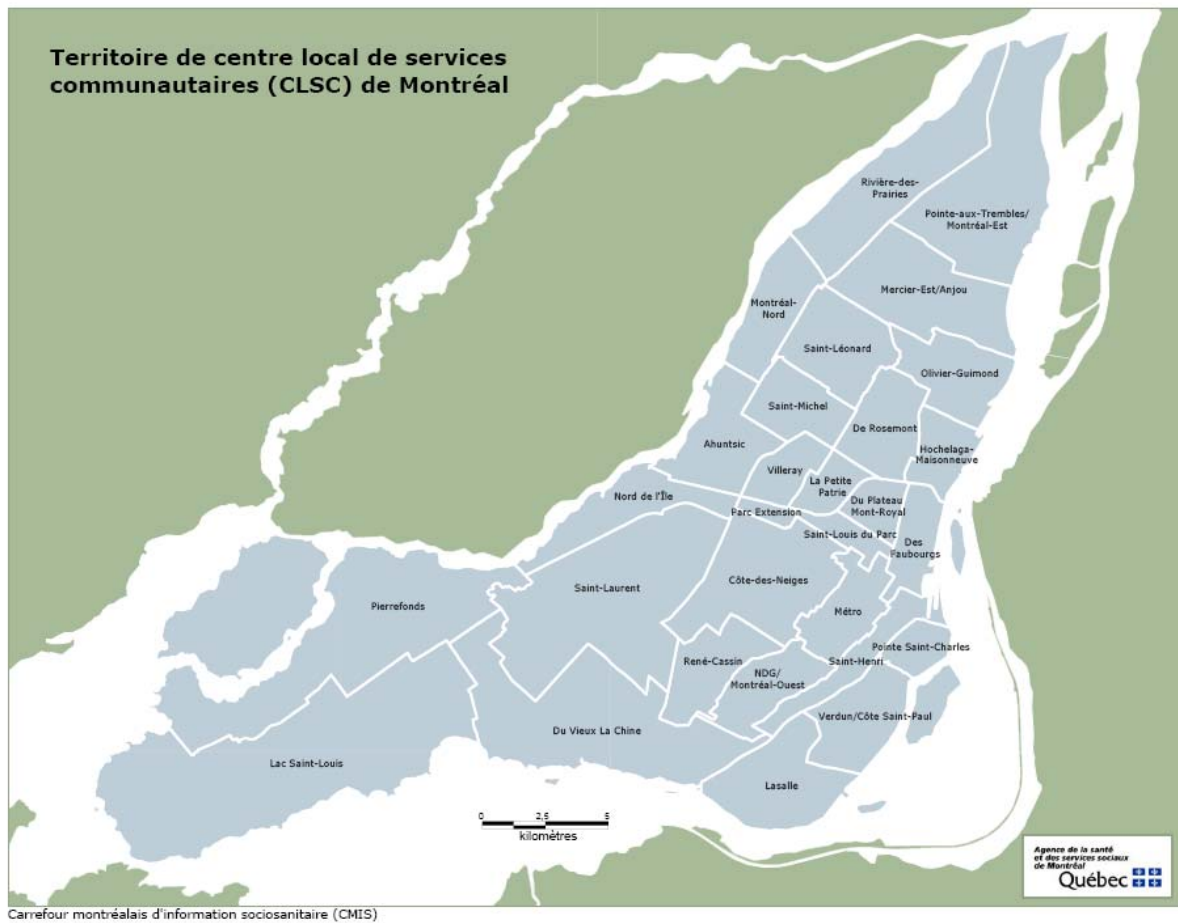 Territoire de centre local de services
communautaires (CLSC) de Montréal
Rivière-des-
Prairies
Pointe-aux-Trembles/
Montréal-Est
Mercier-Est/Anjou
Montréal-
Nord
Saint-Léonard
Olivier-Guimond
Saint-Michel
De Rosemont
Ahuntsic
Hochelaga-
Maisonneuve
Villeray
La Petite
Patrie
Nord de l'Île
Du Plateau
Mont-Royal
Parc Extension
Saint-Louis du Parc
Des
Faubourgs
Saint-Laurent
Côte-des-Neiges
Pierrefonds
Métro
Pointe Saint-Charles
René-Cassin
Saint-Henri
NDG/
Montréal-Ouest
Verdun/Côte Saint-Paul
Du Vieux La Chine
Lac Saint-Louis
Lasalle
0 2,5 5
kilomètres
Agence de la santé
et des services sociaux
de Montréal
Québec
Carrefour montréalais d'information sociosanitaire (CMIS)